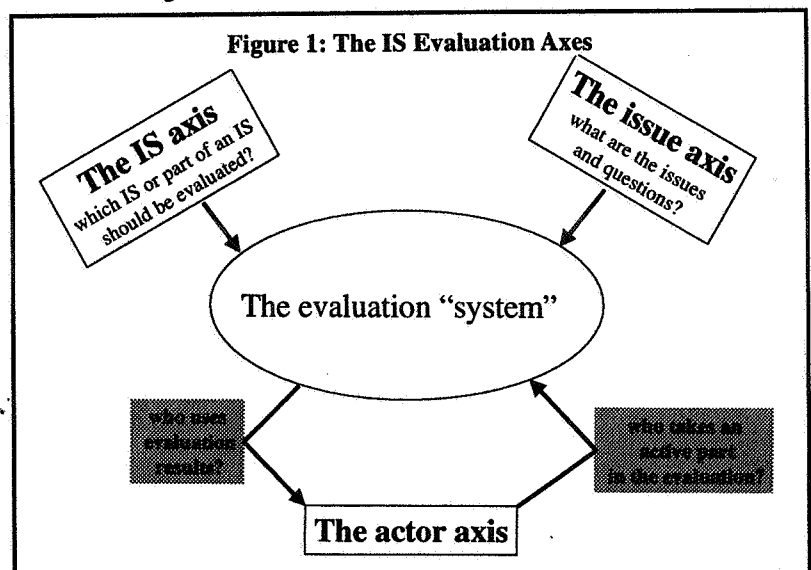 Figure 1: The IS Evaluation Axes
The IS axis
which IS or part of an IS
should be evaluated?
The issue axis
what are the issues
and questions?
The evaluation “system”
who uses
evaluation
results?
who takes an
active part
in the evaluation?
The actor axis